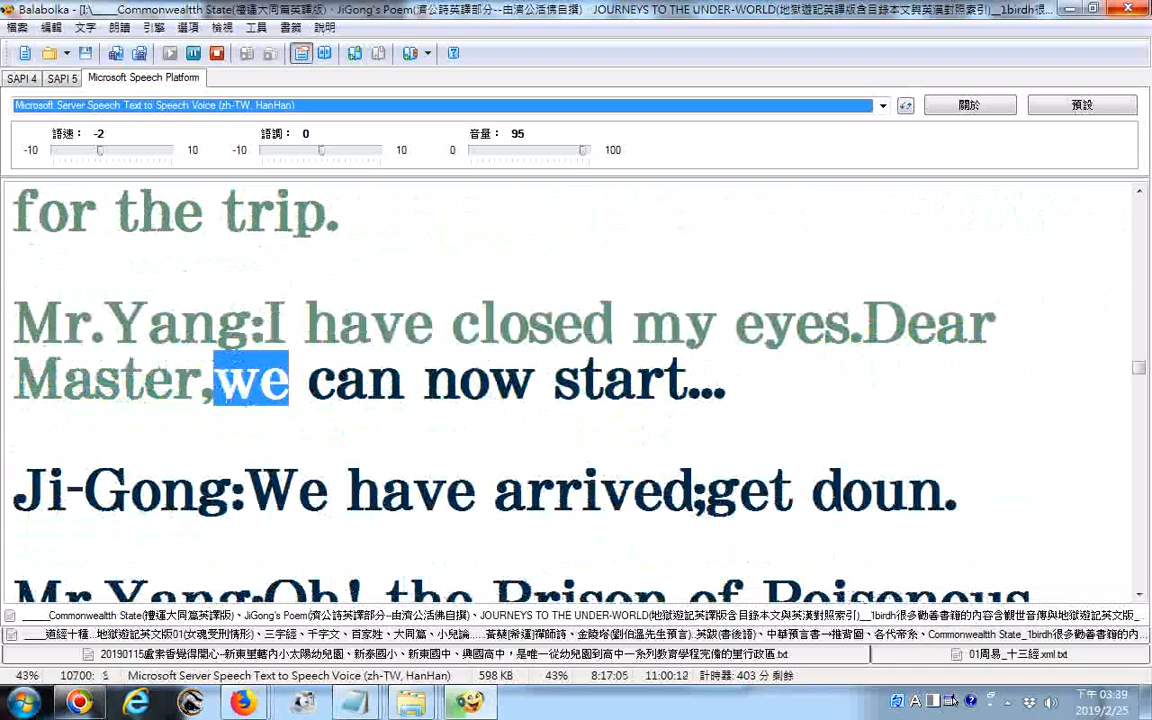 Balabolka - [I:\_____Commonwealtth State(禮運大同篇英譯版)、JiGong's Poem(濟公詩英譯部分--由濟公活佛自撰) JOURNEYS TO THE UNDER-WORLD(地獄遊記英譯版含目錄本文與英漢對照索引)__1birdh很...
檔案 編輯 文字 朗讀 引擎 選項 檢視 工具 書籤 說明
SAPI 4 SAPI 5 Microsoft Speech Platform
Microsoft Server Speech Text to Speech Voice (zh-TW, HanHan)
關於 預設
語速: -2 語調: 0 音量: 95
-10 10 -10 10 0 100
for the trip.
Mr.Yang:I have closed my eyes.Dear
Master,we can now start...
Ji-Gong:We have arrived;get doun.
Mr.Yang:Oh! the Prison of Poisonous
_____Commonwealtth State(禮運大同篇英譯版)、JiGong's Poem(濟公詩英譯部分--由濟公活佛自撰)、JOURNEYS TO THE UNDER-WORLD(地獄遊記英譯版含目錄本文與英漢對照索引)__1birdh很多勸善書籍的內容含觀世音傳與地獄遊記英文版_
43% Microsoft Server Speech Text to Speech Voice (zh-TW, HanHan) 598 KB 43% 8:17:05 11:00:12 計時器: 403 分 剩餘
20190115盧素香覺得開心--新東里轄內小太陽幼兒園、新泰國小、新東國中、興國高中，是唯一從幼兒園到高中一系列教育學程完備的里行政區.txt 01周易_十三經.xml.txt
下午 03:39
2019/2/25